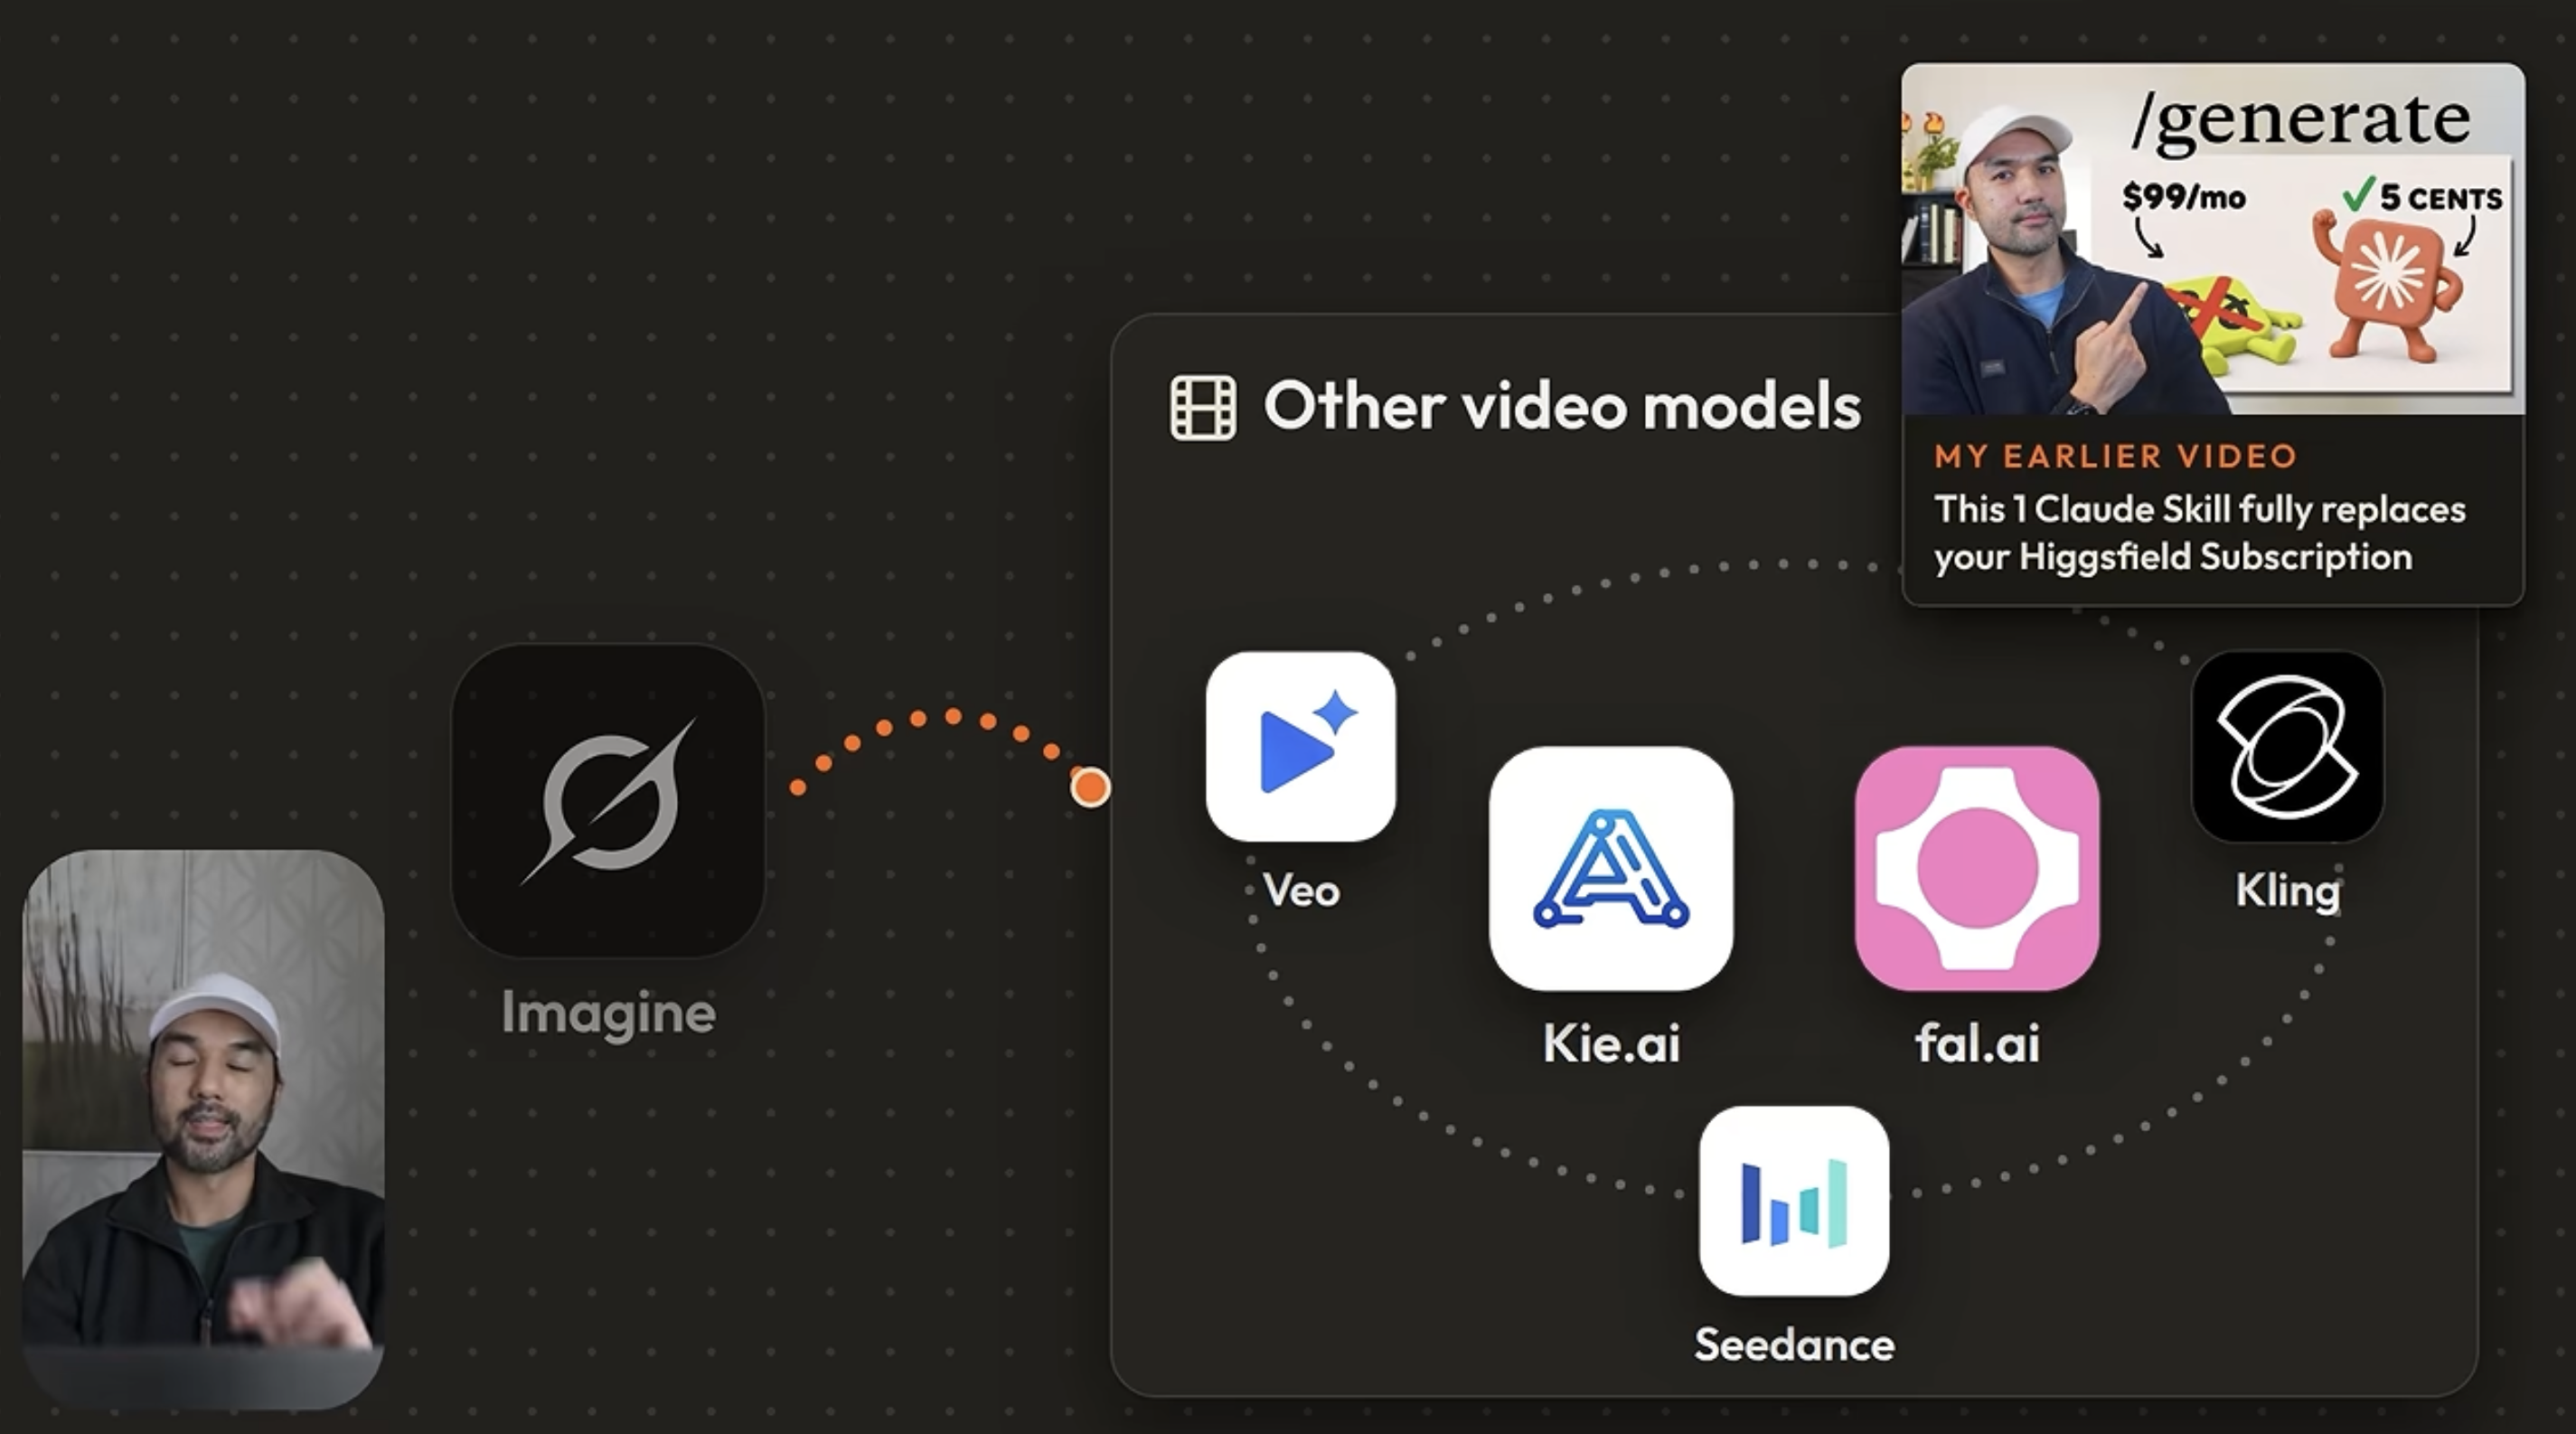 /generate
$99/mo
✓ 5 CENTS
Other video models
MY EARLIER VIDEO
This 1 Claude Skill fully replaces
your Higgsfield Subscription
Veo
Kling
Imagine
Kie.ai
fal.ai
Seedance